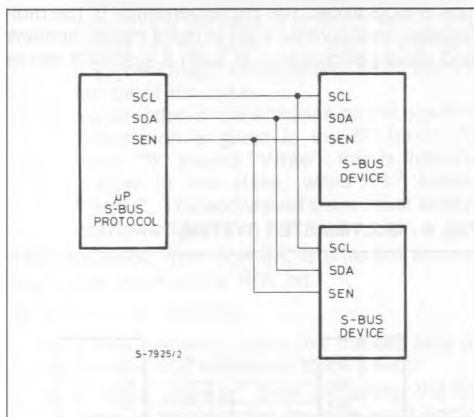 SCL
SDA
SEN
µP
S-BUS
PROTOCOL
SCL
SDA
SEN
S-BUS
DEVICE
SCL
SDA
SEN
S-BUS
DEVICE
S-7925/2